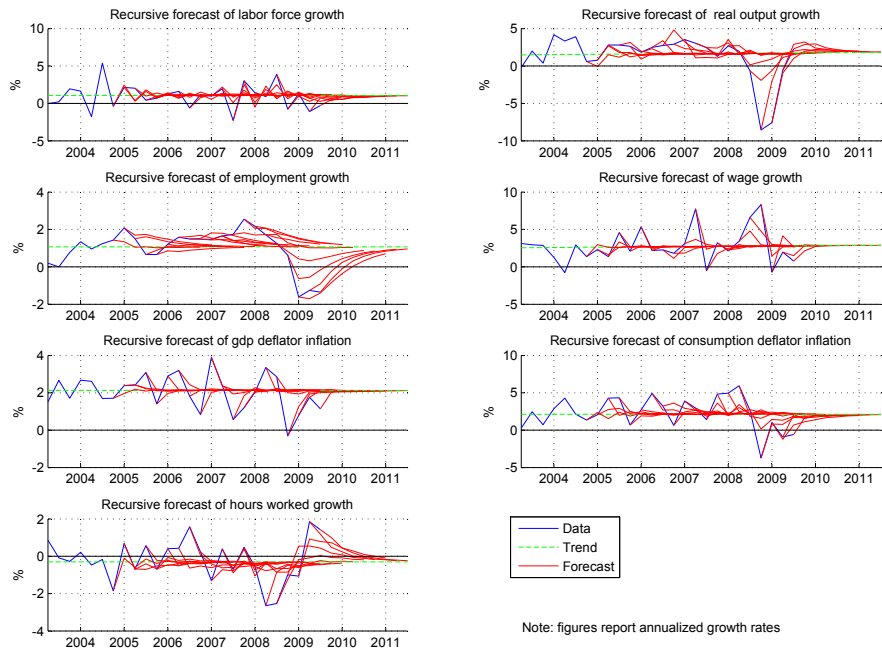 Recursive forecast of labor force growth
10
5
0
-5
%
2004 2005 2006 2007 2008 2009 2010 2011
Recursive forecast of real output growth
5
0
-5
-10
%
2004 2005 2006 2007 2008 2009 2010 2011
Recursive forecast of employment growth
4
2
0
-2
%
2004 2005 2006 2007 2008 2009 2010 2011
Recursive forecast of wage growth
10
5
0
-5
%
2004 2005 2006 2007 2008 2009 2010 2011
Recursive forecast of gdp deflator inflation
4
2
0
-2
%
2004 2005 2006 2007 2008 2009 2010 2011
Recursive forecast of consumption deflator inflation
10
5
0
-5
%
2004 2005 2006 2007 2008 2009 2010 2011
Recursive forecast of hours worked growth
2
0
-2
-4
%
2004 2005 2006 2007 2008 2009 2010 2011
Data
Trend
Forecast
Note: figures report annualized growth rates